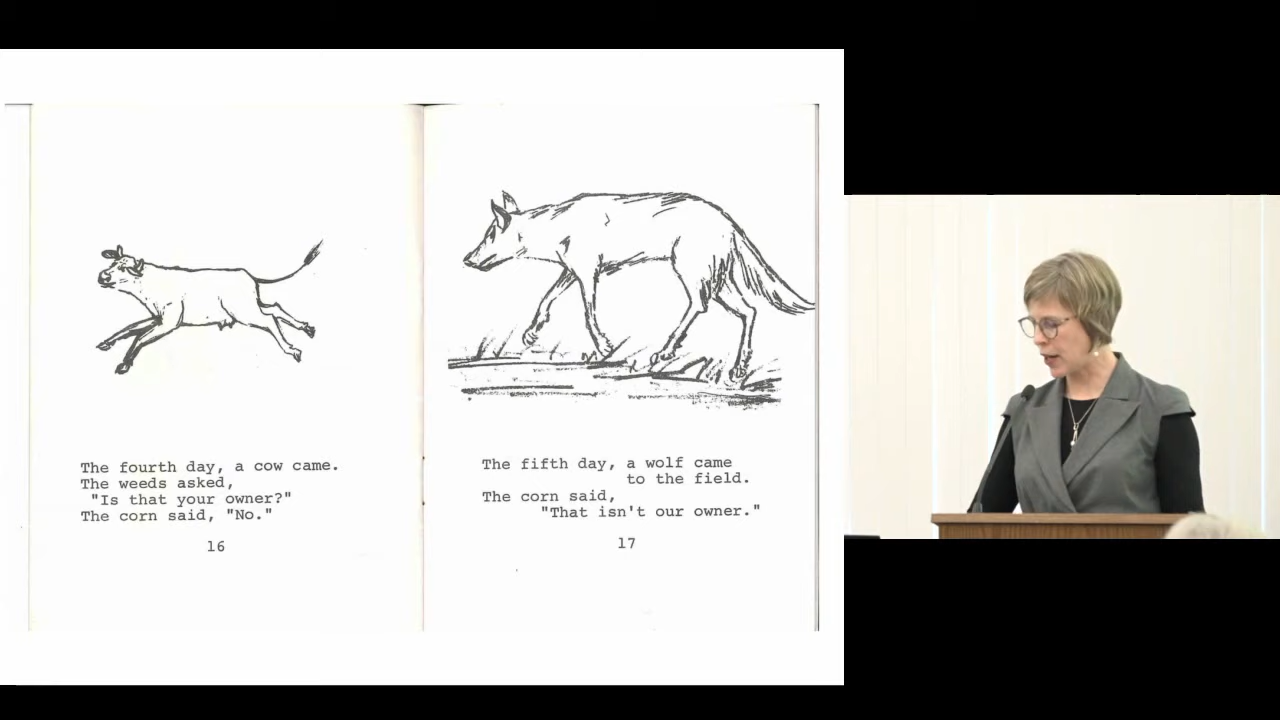 The fourth day, a cow came.
The weeds asked,
"Is that your owner?"
The corn said, "No."
16
The fifth day, a wolf came
to the field.
The corn said,
"That isn't our owner."
17